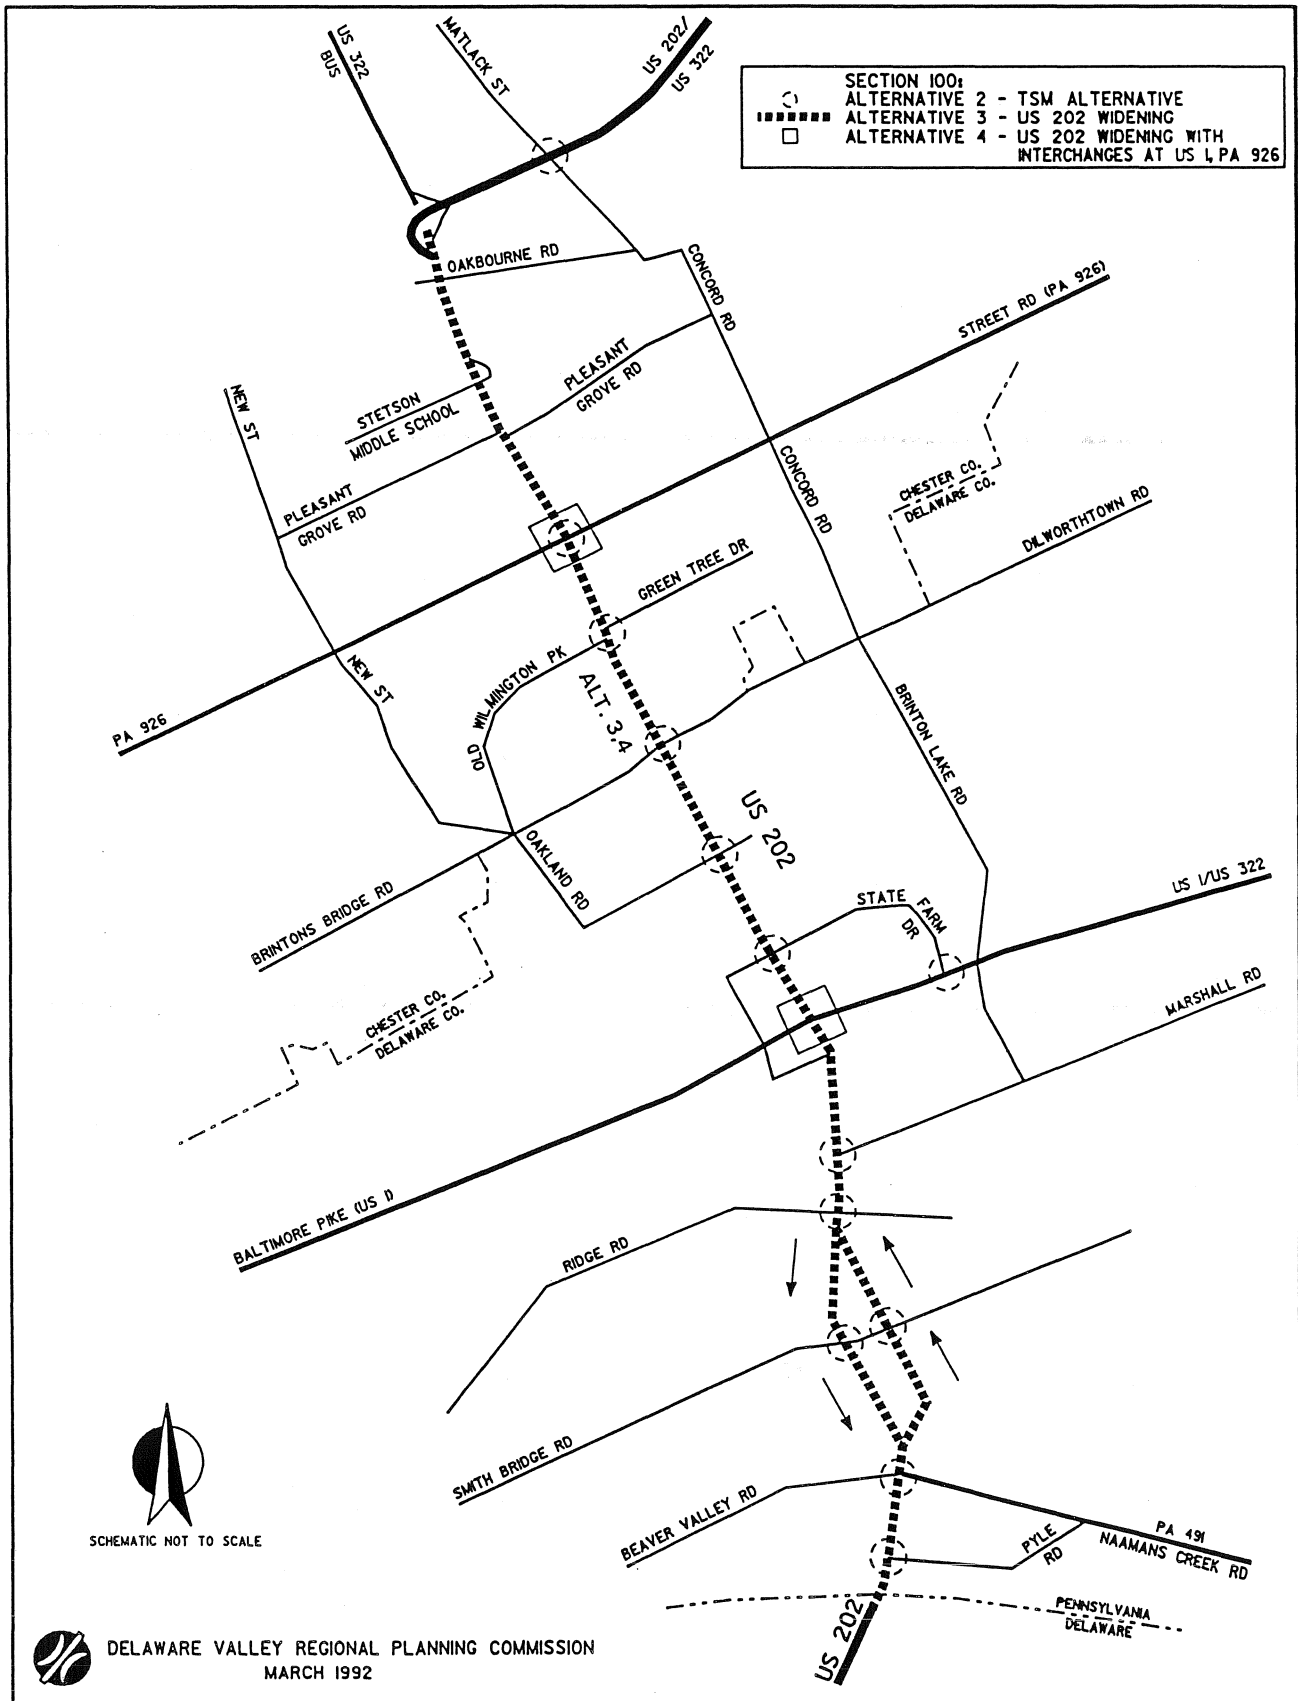 US 322
BUS
MATLACK ST
US 202/
US 322
SECTION 100:
ALTERNATIVE 2 - TSM ALTERNATIVE
ALTERNATIVE 3 - US 202 WIDENING
ALTERNATIVE 4 - US 202 WIDENING WITH
INTERCHANGES AT US 1, PA 926
OAKBOURNE RD
CONCORD RD
STREET RD (PA 926)
PLEASANT
GROVE RD
STETSON
MIDDLE SCHOOL
NEW ST
PLEASANT
GROVE RD
CONCORD RD
CHESTER CO.
DELAWARE CO.
DILWORTHTOWN RD
GREEN TREE DR
OLD WILMINGTON PK
NEW ST
PA 926
ALT. 3,4
BRINTON LAKE RD
US 202
OAKLAND RD
BRINTONS BRIDGE RD
STATE FARM
DR
US 1/US 322
MARSHALL RD
CHESTER CO.
DELAWARE CO.
BALTIMORE PIKE (US 1)
RIDGE RD
SMITH BRIDGE RD
BEAVER VALLEY RD
PYLE
RD
PA 491
NAAMANS CREEK RD
SCHEMATIC NOT TO SCALE
PENNSYLVANIA
DELAWARE
US 202
DELAWARE VALLEY REGIONAL PLANNING COMMISSION
MARCH 1992